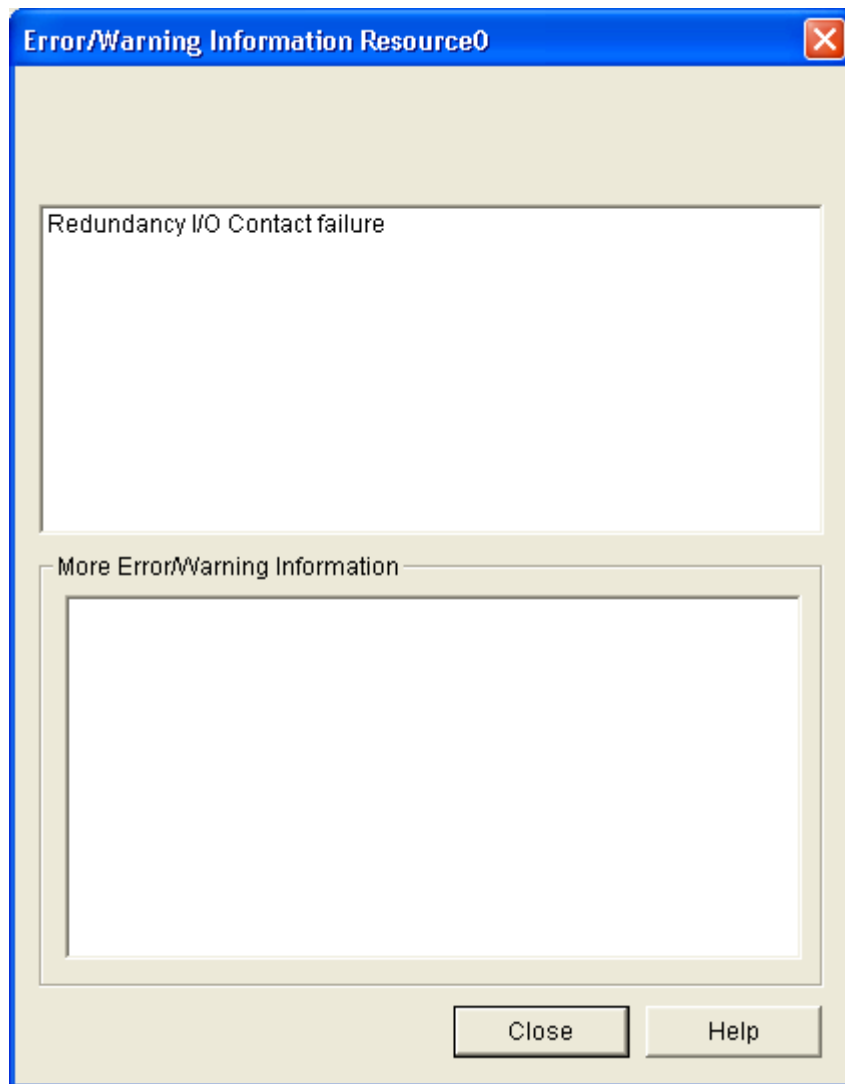 Error/Warning Information Resource0
Redundancy I/O Contact failure
More Error/Warning Information
Close
Help